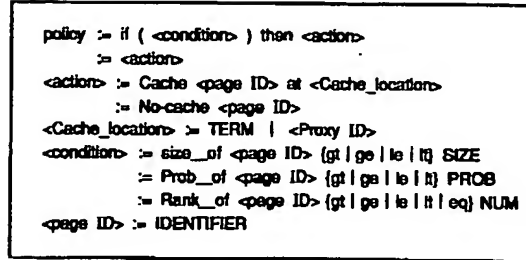 policy := if ( <condition> ) then <action>
:= <action>
<action> := Cache <page ID> at <Cache_location>
:= No-cache <page ID>
<Cache_location> := TERM | <Proxy ID>
<condition> := size_of <page ID> {gt | ge | le | lt} SIZE
:= Prob_of <page ID> {gt | ge | le | lt} PROB
:= Rank_of <page ID> {gt | ge | le | lt | eq} NUM
<page ID> := IDENTIFIER